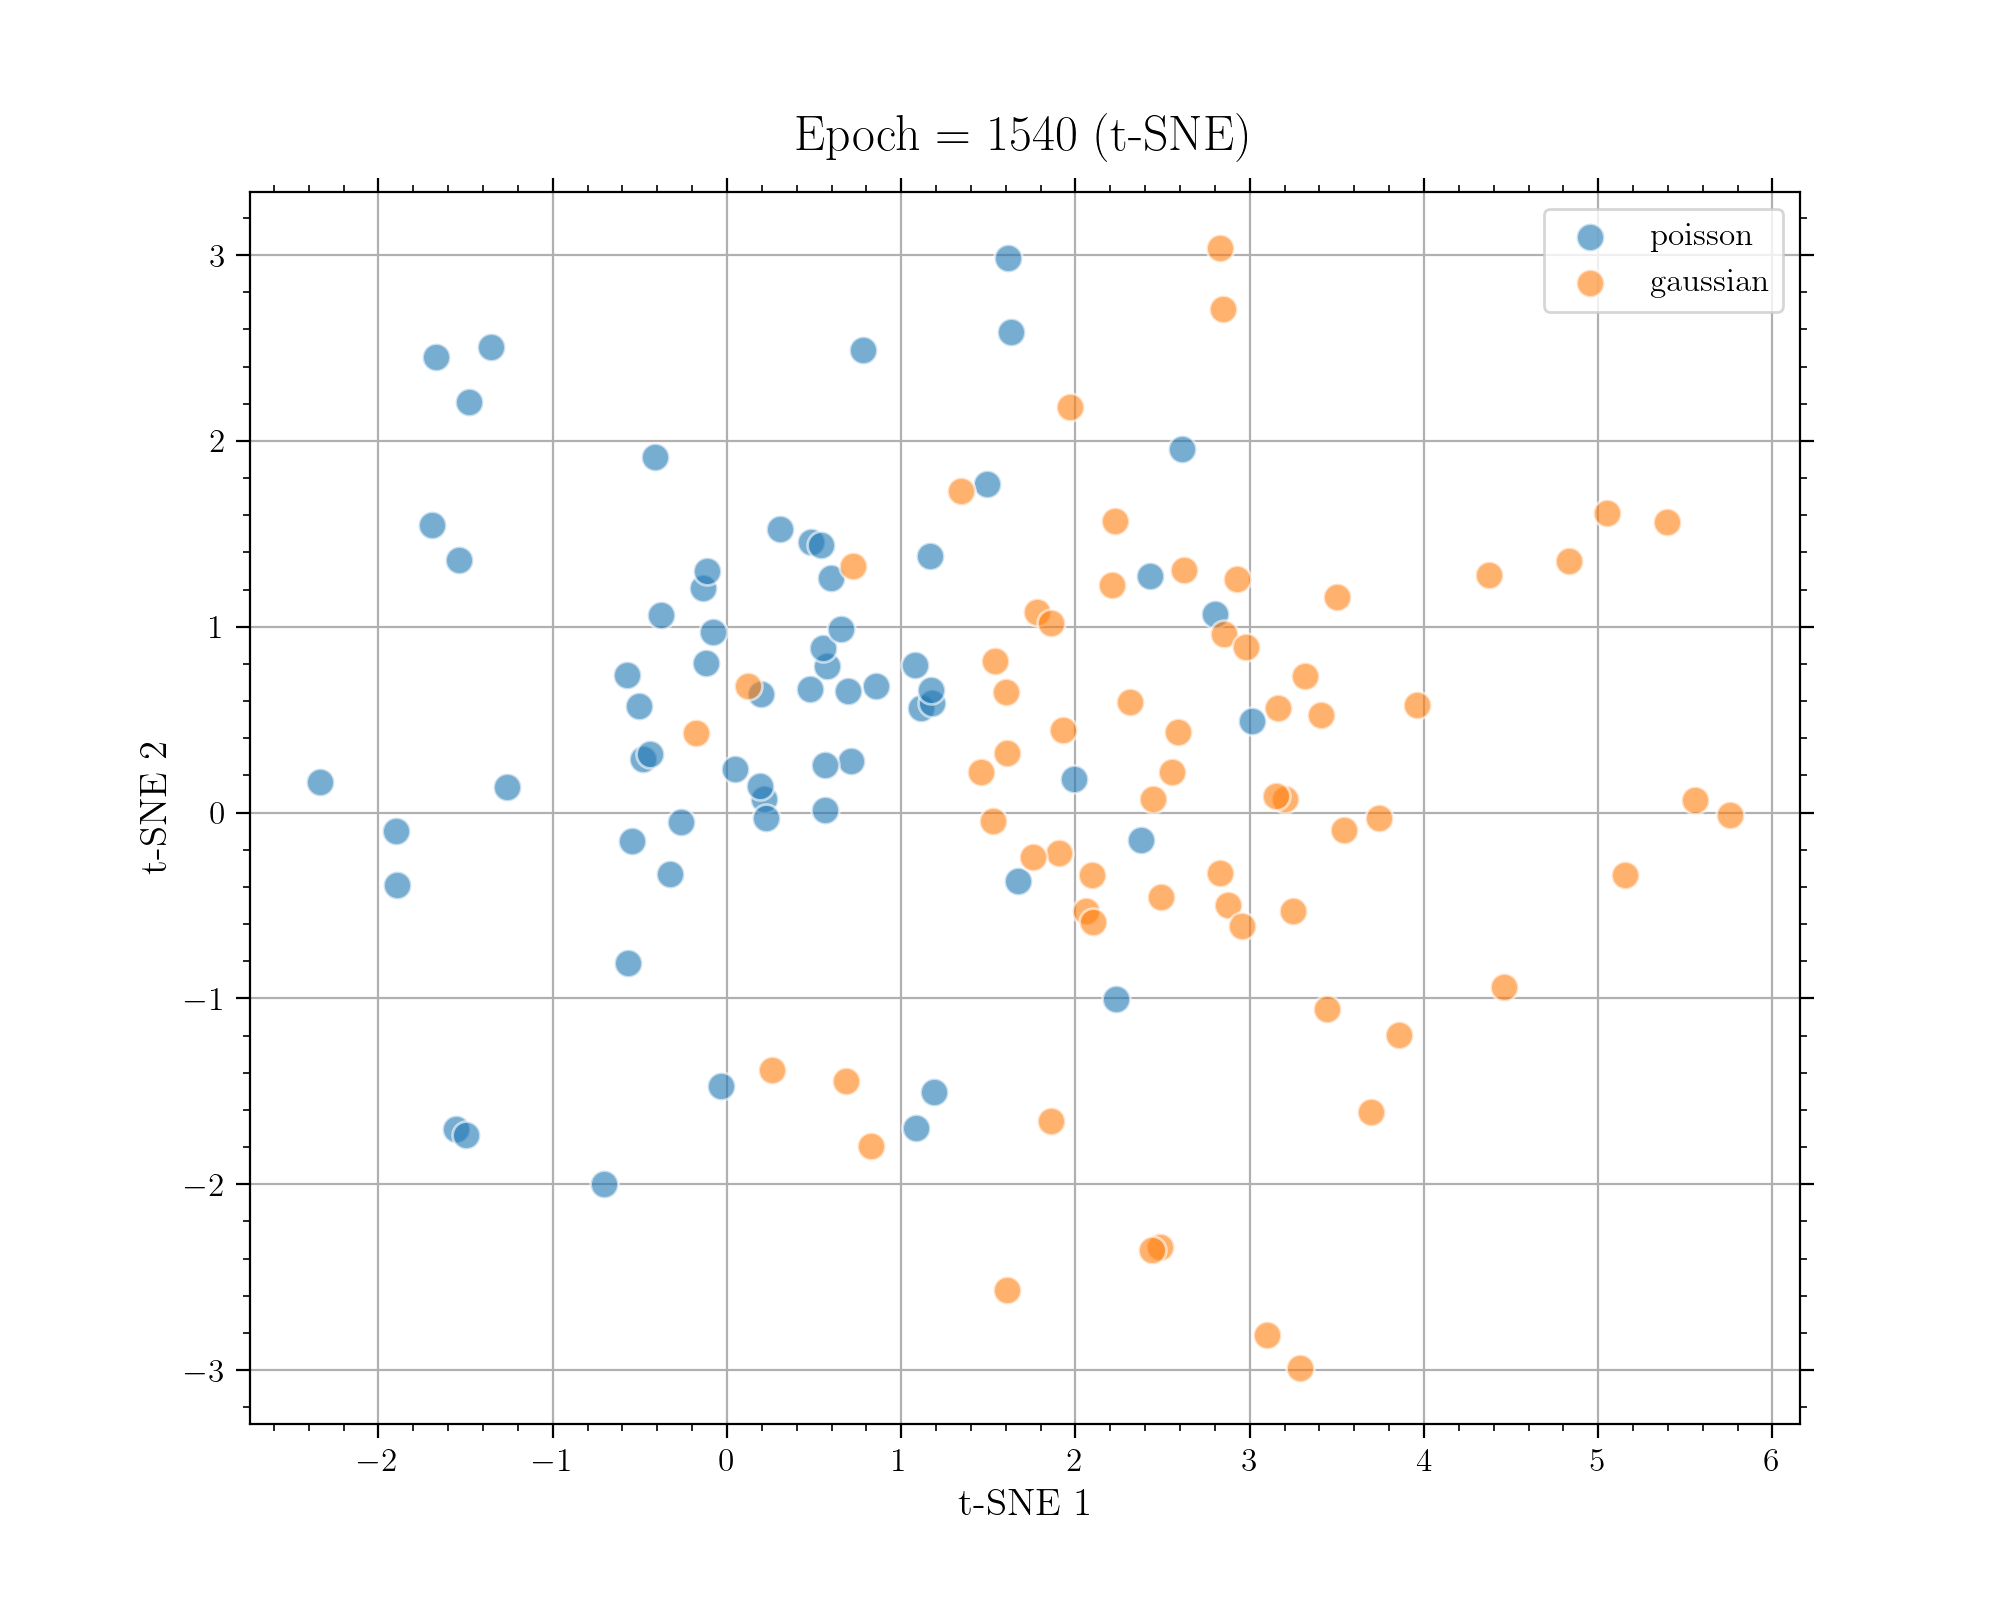 Epoch = 1540 (t-SNE)
poisson
gaussian
3
2
1
0
−1
−2
−3
t-SNE 2
−2 −1 0 1 2 3 4 5 6
t-SNE 1